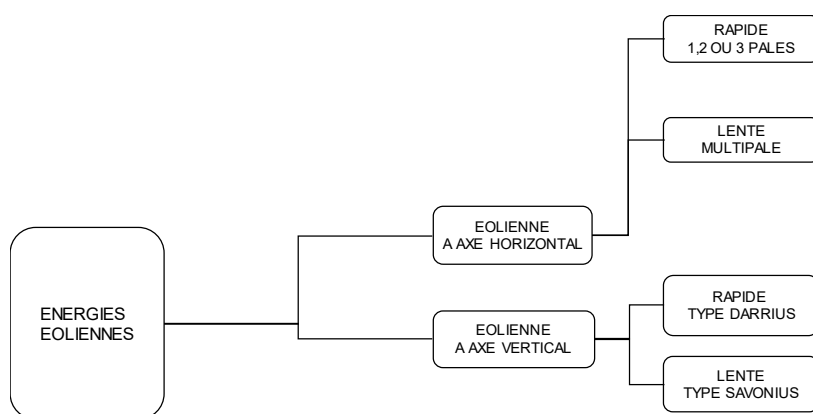 ENERGIES
EOLIENNES
EOLIENNE
A AXE HORIZONTAL
RAPIDE
1,2 OU 3 PALES
LENTE
MULTIPALE
EOLIENNE
A AXE VERTICAL
RAPIDE
TYPE DARRIUS
LENTE
TYPE SAVONIUS